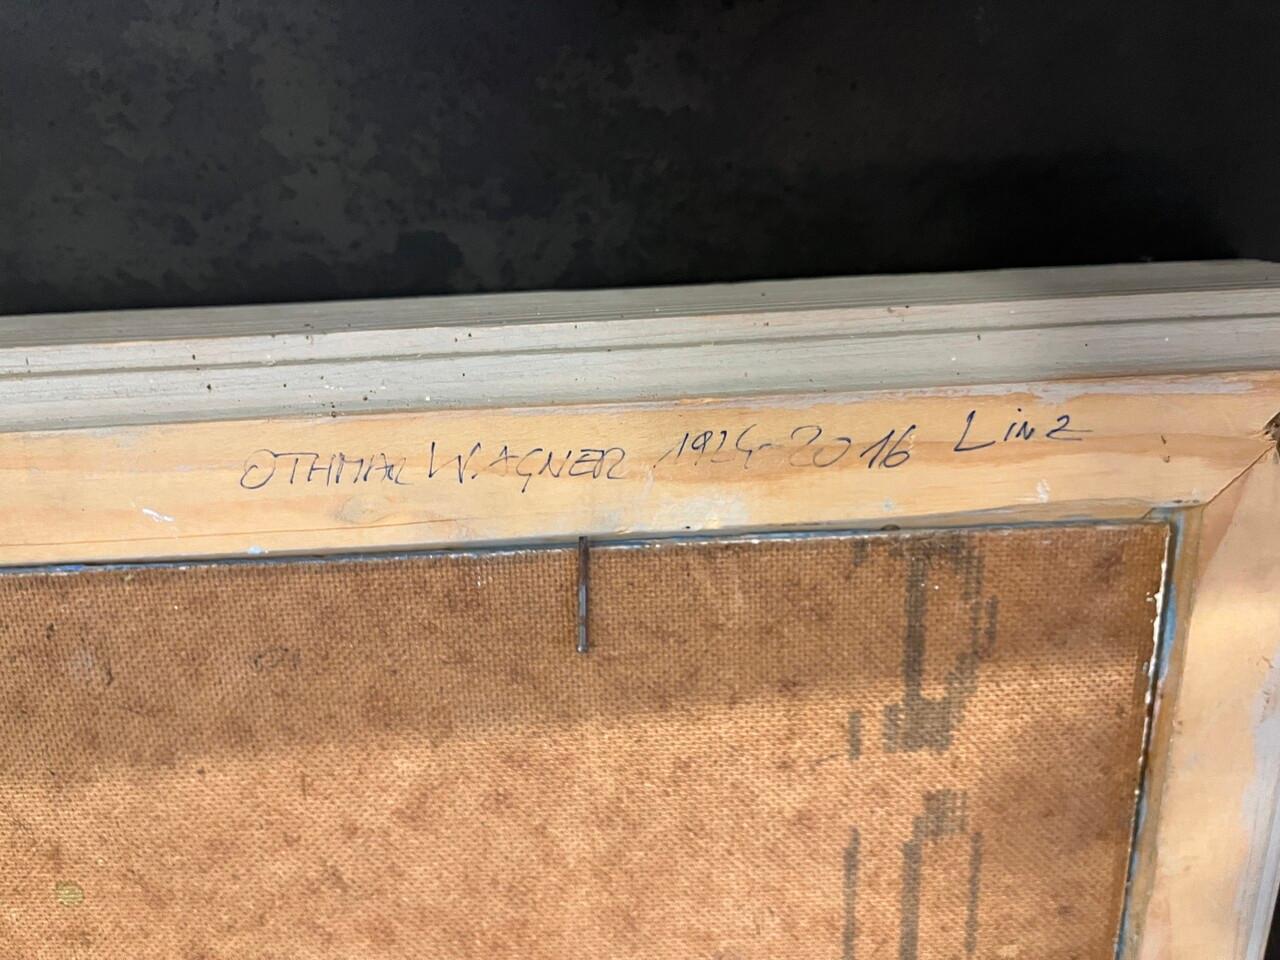 OTHMAR WAGNER 1924-2016 LinZ